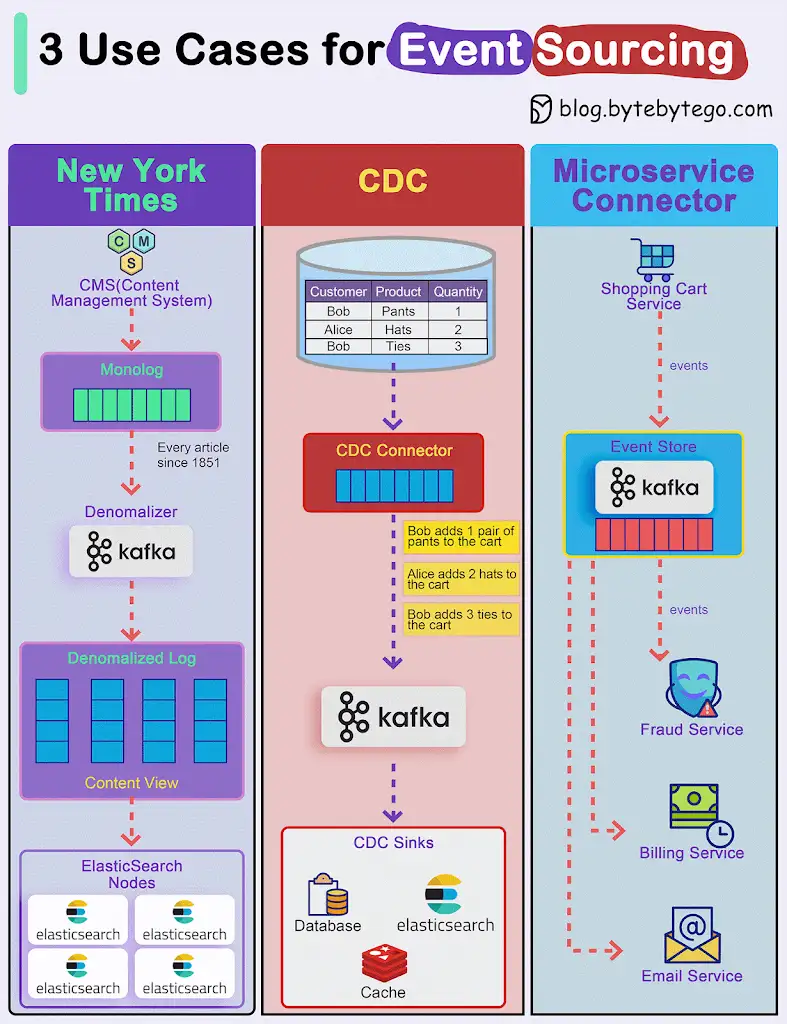 3 Use Cases for Event Sourcing
blog.bytebytego.com
New York
Times
C M
S
CMS(Content
Management System)
Monolog
Every article
since 1851
Denomalizer
kafka
Denomalized Log
Content View
ElasticSearch
Nodes
elasticsearch
elasticsearch
elasticsearch
elasticsearch
CDC
Customer Product Quantity
Bob Pants 1
Alice Hats 2
Bob Ties 3
CDC Connector
Bob adds 1 pair of
pants to the cart
Alice adds 2 hats to
the cart
Bob adds 3 ties to
the cart
kafka
CDC Sinks
Database
elasticsearch
Cache
Microservice
Connector
Shopping Cart
Service
events
Event Store
kafka
events
Fraud Service
Billing Service
@
Email Service